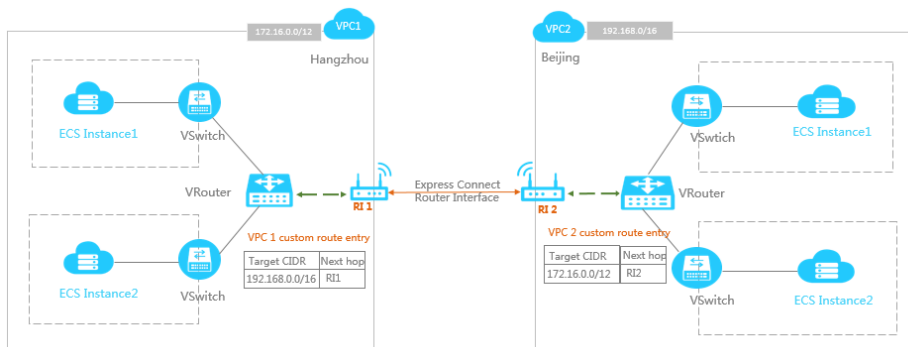 172.16.0.0/12
VPC1
VPC2
192.168.0/16
Hangzhou
Beijing
ECS Instance1
VSwitch
VSwtich
ECS Instance1
VRouter
RI 1
Express Connect
Router Interface
RI 2
VRouter
VPC 1 custom route entry
Target CIDR Next hop
192.168.0.0/16 RI1
VPC 2 custom route entry
Target CIDR Next hop
172.16.0.0/12 RI2
ECS Instance2
VSwitch
VSwitch
ECS Instance2